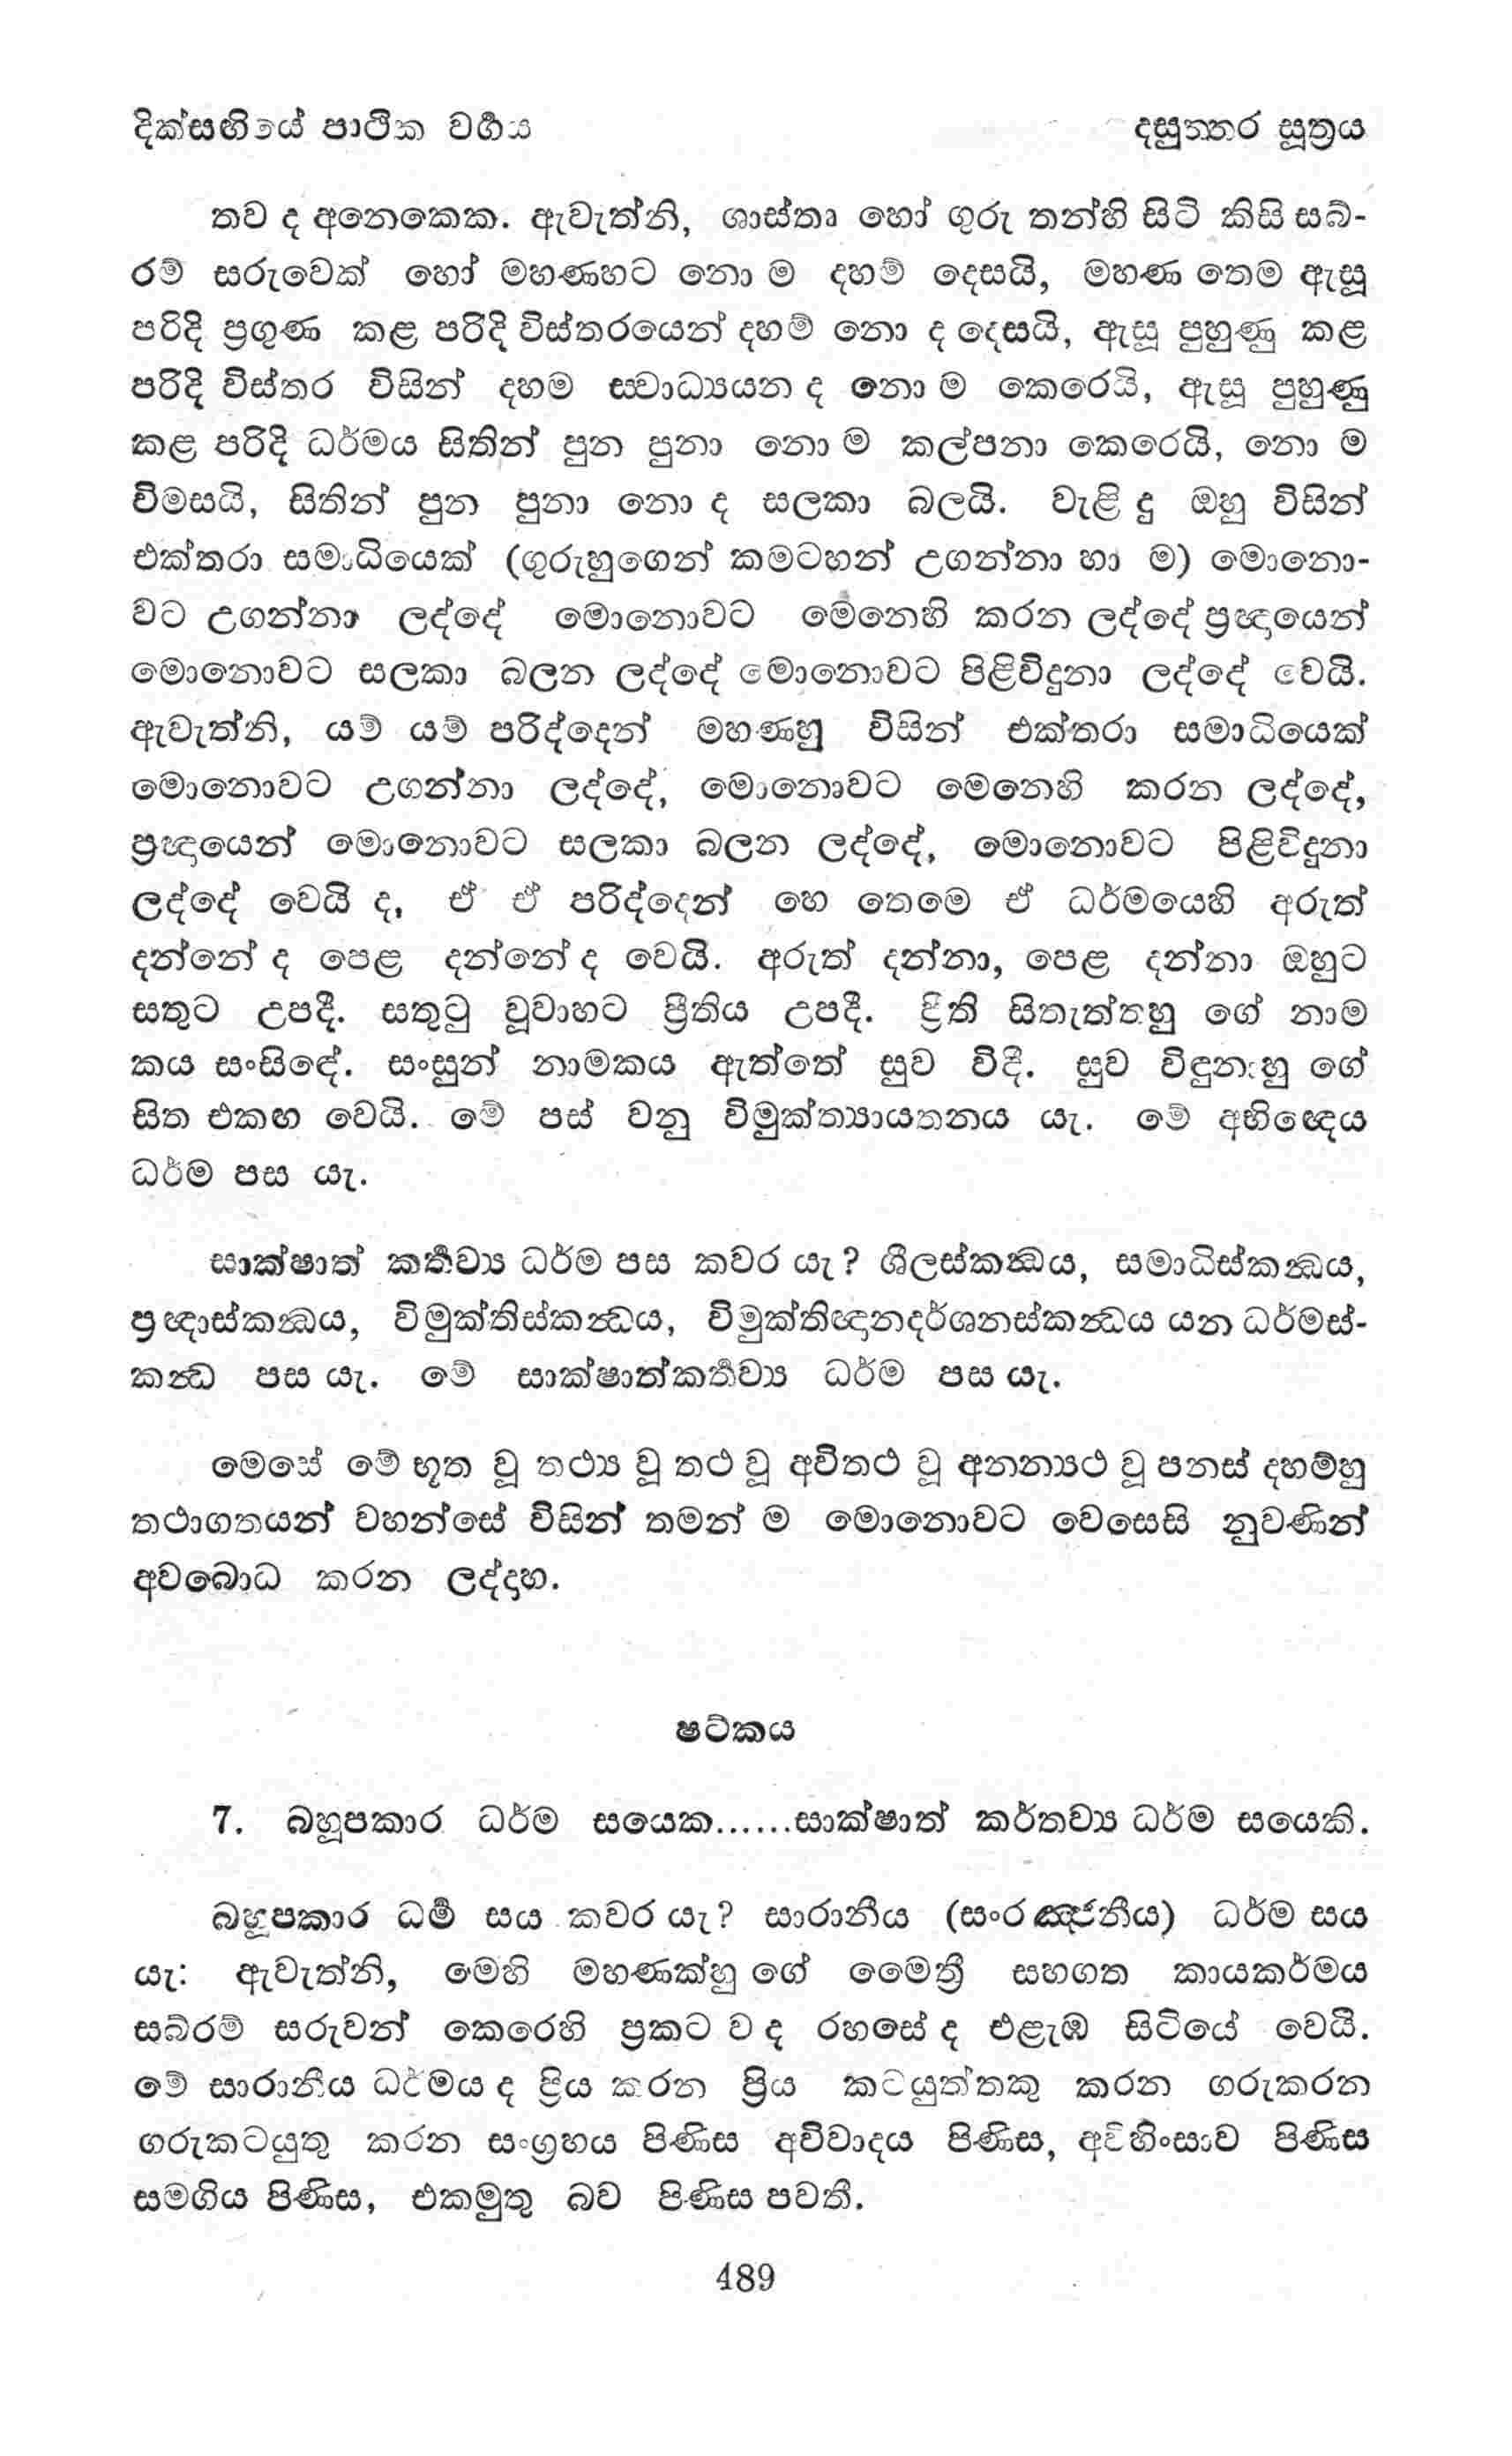 දික්සඟියේ පාථික වර්‍ගය
දසුත්‍තර සූත්‍රය
තව ද අනෙකෙක. ඇවැත්නි, ශාස්තෘ හෝ ගුරු තන්හි සිටි කිසි සබ්-
රම් සරුවෙක් හෝ මහණහට නො ම දහම් දෙසයි, මහණ තෙම ඇසූ
පරිදි ප්‍රගුණ කළ පරිදි විස්තරයෙන් දහම් නො ද දෙසයි, ඇසූ පුහුණු කළ
පරිදි විස්තර විසින් දහම ස්‍වාධ්‍යයන ද නො ම කෙරෙයි, ඇසූ පුහුණු
කළ පරිදි ධර්මය සිතින් පුන පුනා නො ම කල්පනා කෙරෙයි, නො ම
විමසයි, සිතින් පුන පුනා නො ද සලකා බලයි. වැළි දු ඔහු විසින්
එක්තරා සමාධියෙක් (ගුරුහුගෙන් කමටහන් උගන්නා හා ම) මොනො-
වට උගන්නා ලද්දේ මොනොවට මෙනෙහි කරන ලද්දේ ප්‍රඥායෙන්
මොනොවට සලකා බලන ලද්දේ මොනොවට පිළිවිදුනා ලද්දේ වෙයි.
ඇවැත්නි, යම් යම් පරිද්දෙන් මහණහු විසින් එක්තරා සමාධියෙක්
මොනොවට උගන්නා ලද්දේ, මොනොවට මෙනෙහි කරන ලද්දේ,
ප්‍රඥායෙන් මොනොවට සලකා බලන ලද්දේ, මොනොවට පිළිවිදුනා
ලද්දේ වෙයි ද, ඒ ඒ පරිද්දෙන් හෙ තෙමෙ ඒ ධර්මයෙහි අරුත්
දන්නේ ද පෙළ දන්නේ ද වෙයි. අරුත් දන්නා, පෙළ දන්නා ඔහුට
සතුට උපදී. සතුටු වූවාහට ප්‍රීතිය උපදී. ප්‍රීති සිතැත්තහු ගේ නාම
කය සංසිඳේ. සංසුන් නාමකය ඇත්තේ සුව විදී. සුව විඳුනාහු ගේ
සිත එකඟ වෙයි. මේ පස් වනු විමුක්ත්‍යායතනය යැ. මේ අභිඥෙය
ධර්ම පස යැ.
සාක්ෂාත් කර්‍තව්‍ය ධර්ම පස කවර යැ? ශීලස්කන්‍ධය, සමාධිස්කන්‍ධය,
ප්‍රඥාස්කන්‍ධය, විමුක්තිස්කන්‍ධය, විමුක්තිඥානදර්ශනස්කන්‍ධය යන ධර්මස්-
කන්‍ධ පස යැ. මේ සාක්ෂාත්කර්‍තව්‍ය ධර්ම පස යැ.
මෙසේ මේ භූත වූ තථ්‍ය වූ තථ වූ අවිතථ වූ අනන්‍යථ වූ පනස් දහම්හු
තථාගතයන් වහන්සේ විසින් තමන් ම මොනොවට වෙසෙසි නුවණින්
අවබොධ කරන ලද්දාහ.
ෂට්කය
7. බහූපකාර ධර්ම සයෙක......සාක්ෂාත් කර්තව්‍ය ධර්ම සයෙකි.
බහූපකාර ධර්‍ම සය කවර යැ? සාරානීය (සංරඤ්ජනීය) ධර්ම සය
යැ: ඇවැත්නි, මෙහි මහණක්හු ගේ මෛත්‍රී සහගත කායකර්මය
සබ්රම් සරුවන් කෙරෙහි ප්‍රකට ව ද රහසේ ද එළැඹ සිටියේ වෙයි.
මේ සාරානීය ධර්මය ද ප්‍රිය කරන ප්‍රිය කටයුත්තකු කරන ගරුකරන
ගරුකටයුතු කරන සංග්‍රහය පිණිස අවිවාදය පිණිස, අවිහිංසාව පිණිස
සමගිය පිණිස, එකමුතු බව පිණිස පවතී.
489